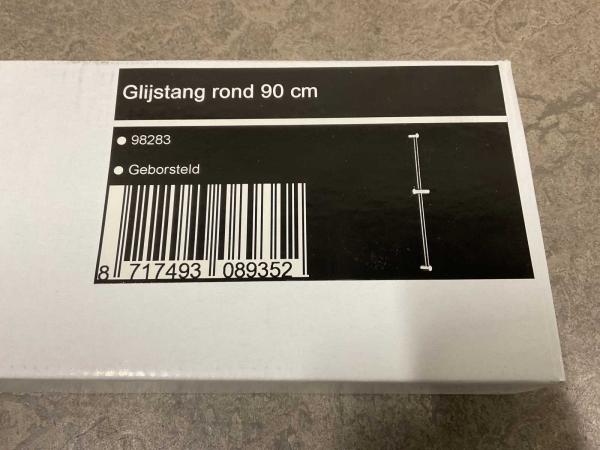 Glijstang rond 90 cm
98283
Geborsteld
8 717493 089352